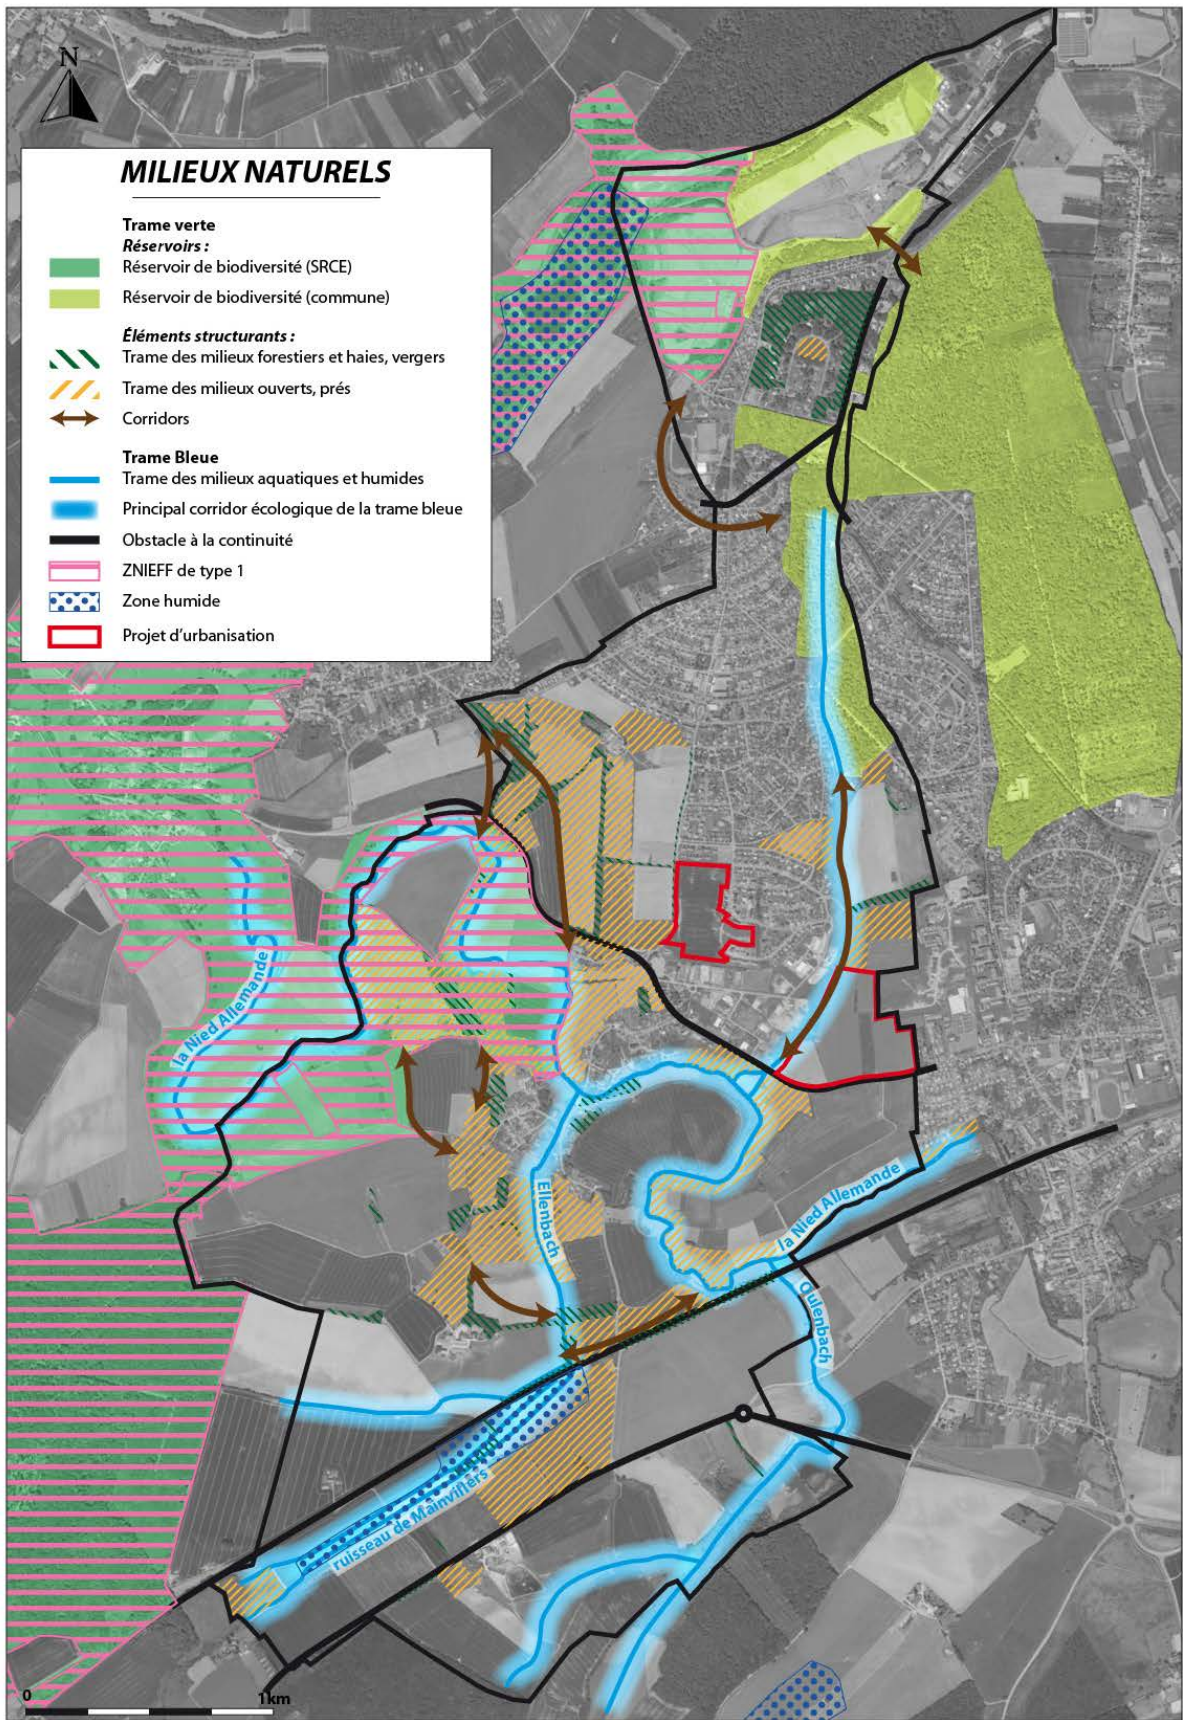 N
MILIEUX NATURELS
Trame verte
Réservoirs :
Réservoir de biodiversité (SRCE)
Réservoir de biodiversité (commune)
Éléments structurants :
Trame des milieux forestiers et haies, vergers
Trame des milieux ouverts, prés
Corridors
Trame Bleue
Trame des milieux aquatiques et humides
Principal corridor écologique de la trame bleue
Obstacle à la continuité
ZNIEFF de type 1
Zone humide
Projet d'urbanisation
la Nied Allemande
Ellenbach
la Nied Allemande
Oulenbach
ruisseau de Mainvillers
0
1km